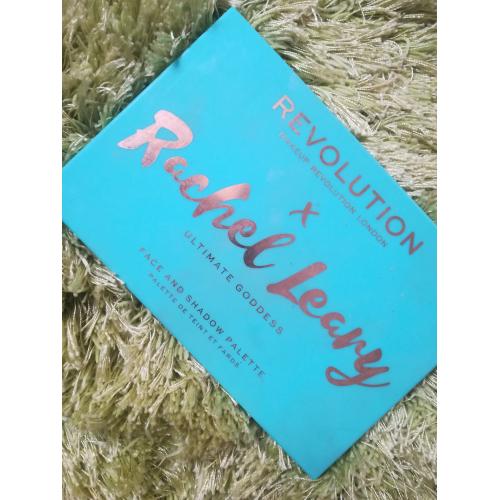 REVOLUTION
MAKEUP REVOLUTION LONDON
X
Rachel Leary
ULTIMATE GODDESS
FACE AND SHADOW PALETTE
PALETTE DE TEINT ET FARDS